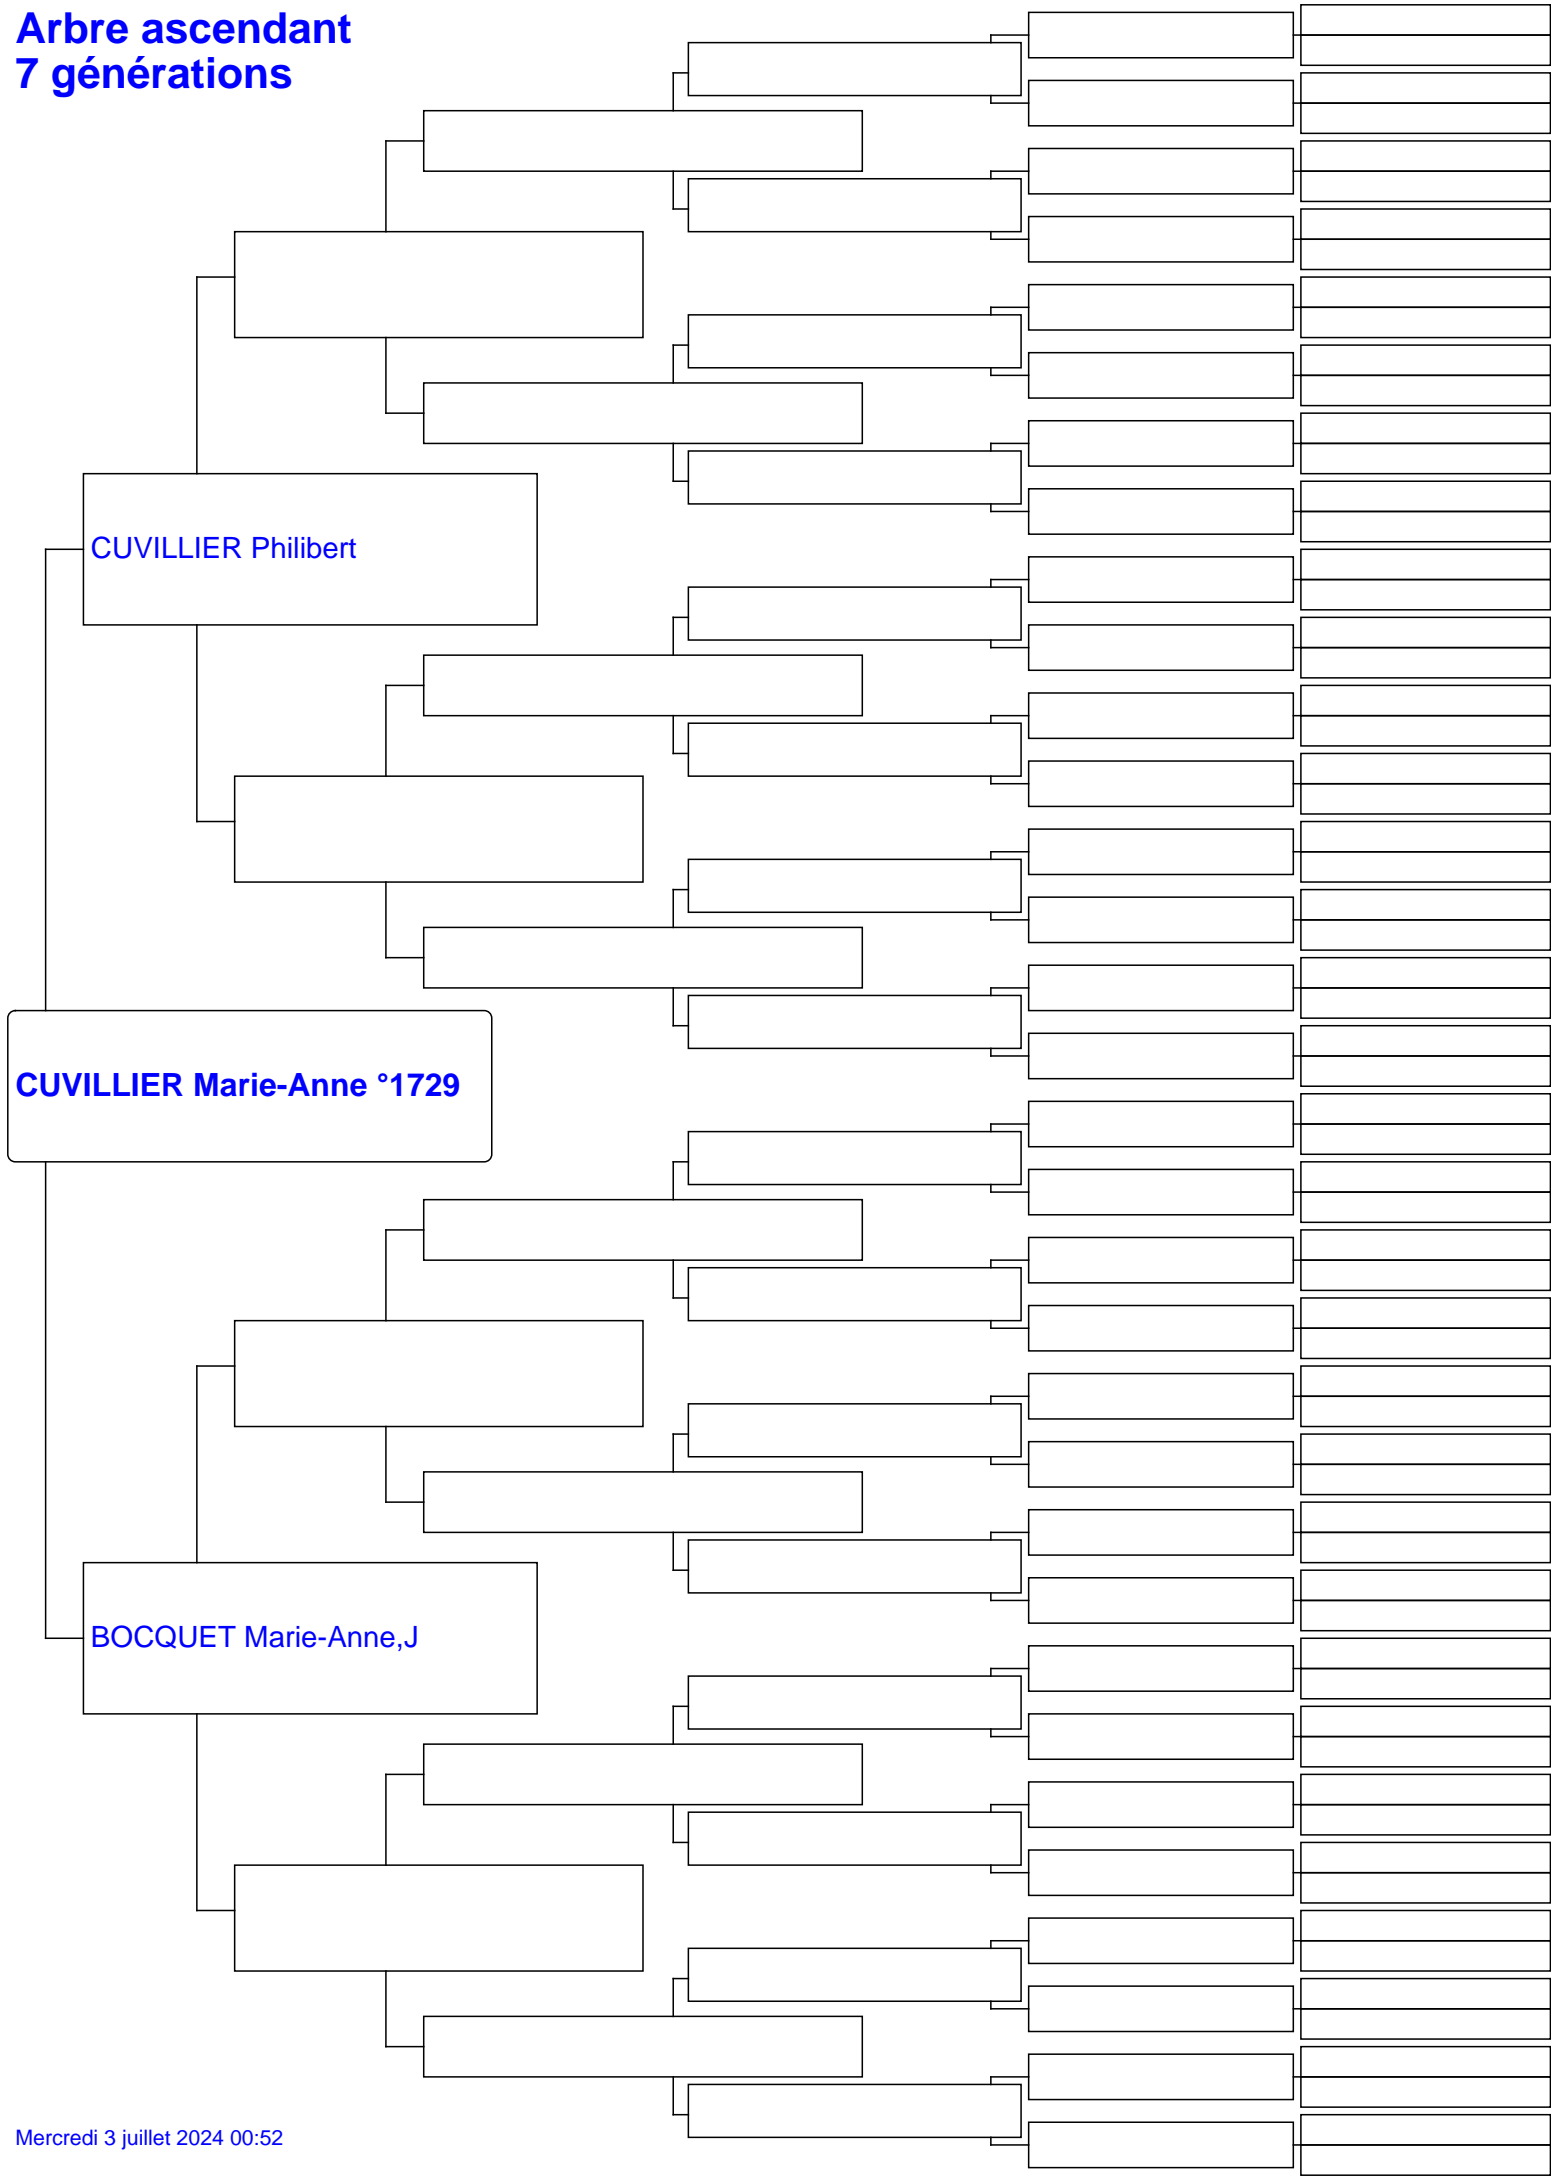 Arbre ascendant
7 générations
CUVILLIER Philibert
CUVILLIER Marie-Anne °1729
BOCQUET Marie-Anne,J
Mercredi 3 juillet 2024 00:52